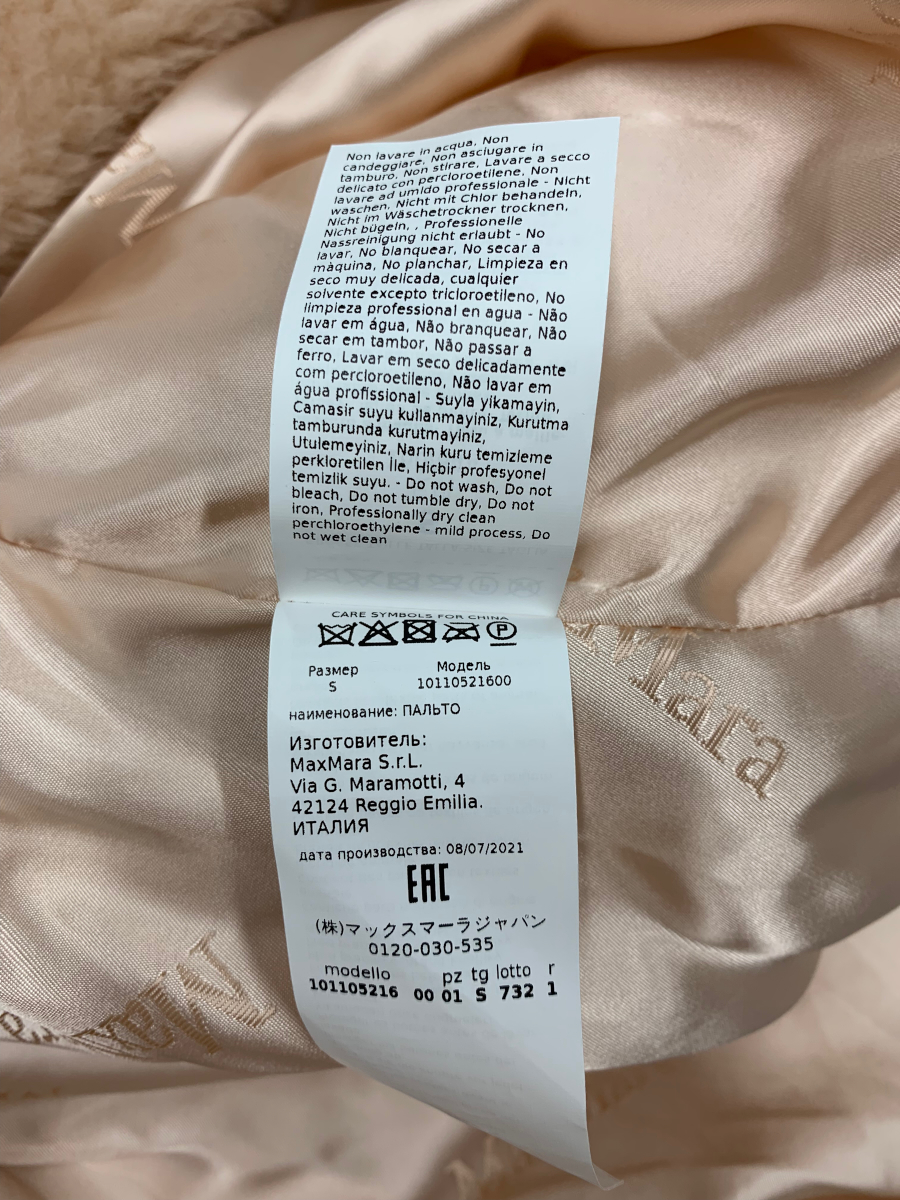 Non lavare in acqua, Non
candeggiare, Non asciugare in
tamburo, Non stirare, Lavare a secco
delicato con percloroetilene, Non
lavare ad umido professionale - Nicht
waschen, Nicht mit Chlor behandeln,
Nicht im Wäschetrockner trocknen,
Nicht bügeln, , Professionelle
Nassreinigung nicht erlaubt - No
lavar, No blanquear, No secar a
màquina, No planchar, Limpieza en
seco muy delicada, cualquier
solvente excepto tricloroetileno, No
limpieza professional en agua - Não
lavar em água, Não branquear, Não
secar em tambor, Não passar a
ferro, Lavar em seco delicadamente
com percloroetileno, Não lavar em
água profissional - Suyla yikamayin,
Camasir suyu kullanmayiniz, Kurutma
tamburunda kurutmayiniz,
Utulemeyiniz, Narin kuru temizleme
perkloretilen İle, Hiçbir profesyonel
temizlik suyu. - Do not wash, Do not
bleach, Do not tumble dry, Do not
iron, Professionally dry clean
perchloroethylene - mild process, Do
not wet clean
CARE SYMBOLS FOR CHINA
P
Размер Модель
S 10110521600
наименование: ПАЛЬТО
Изготовитель:
MaxMara S.r.L.
Via G. Maramotti, 4
42124 Reggio Emilia.
ИТАЛИЯ
дата производства: 08/07/2021
EAC
(株)マックスマーラジャパン
0120-030-535
modello pz tg lotto r
101105216 00 01 S 732 1
Mara